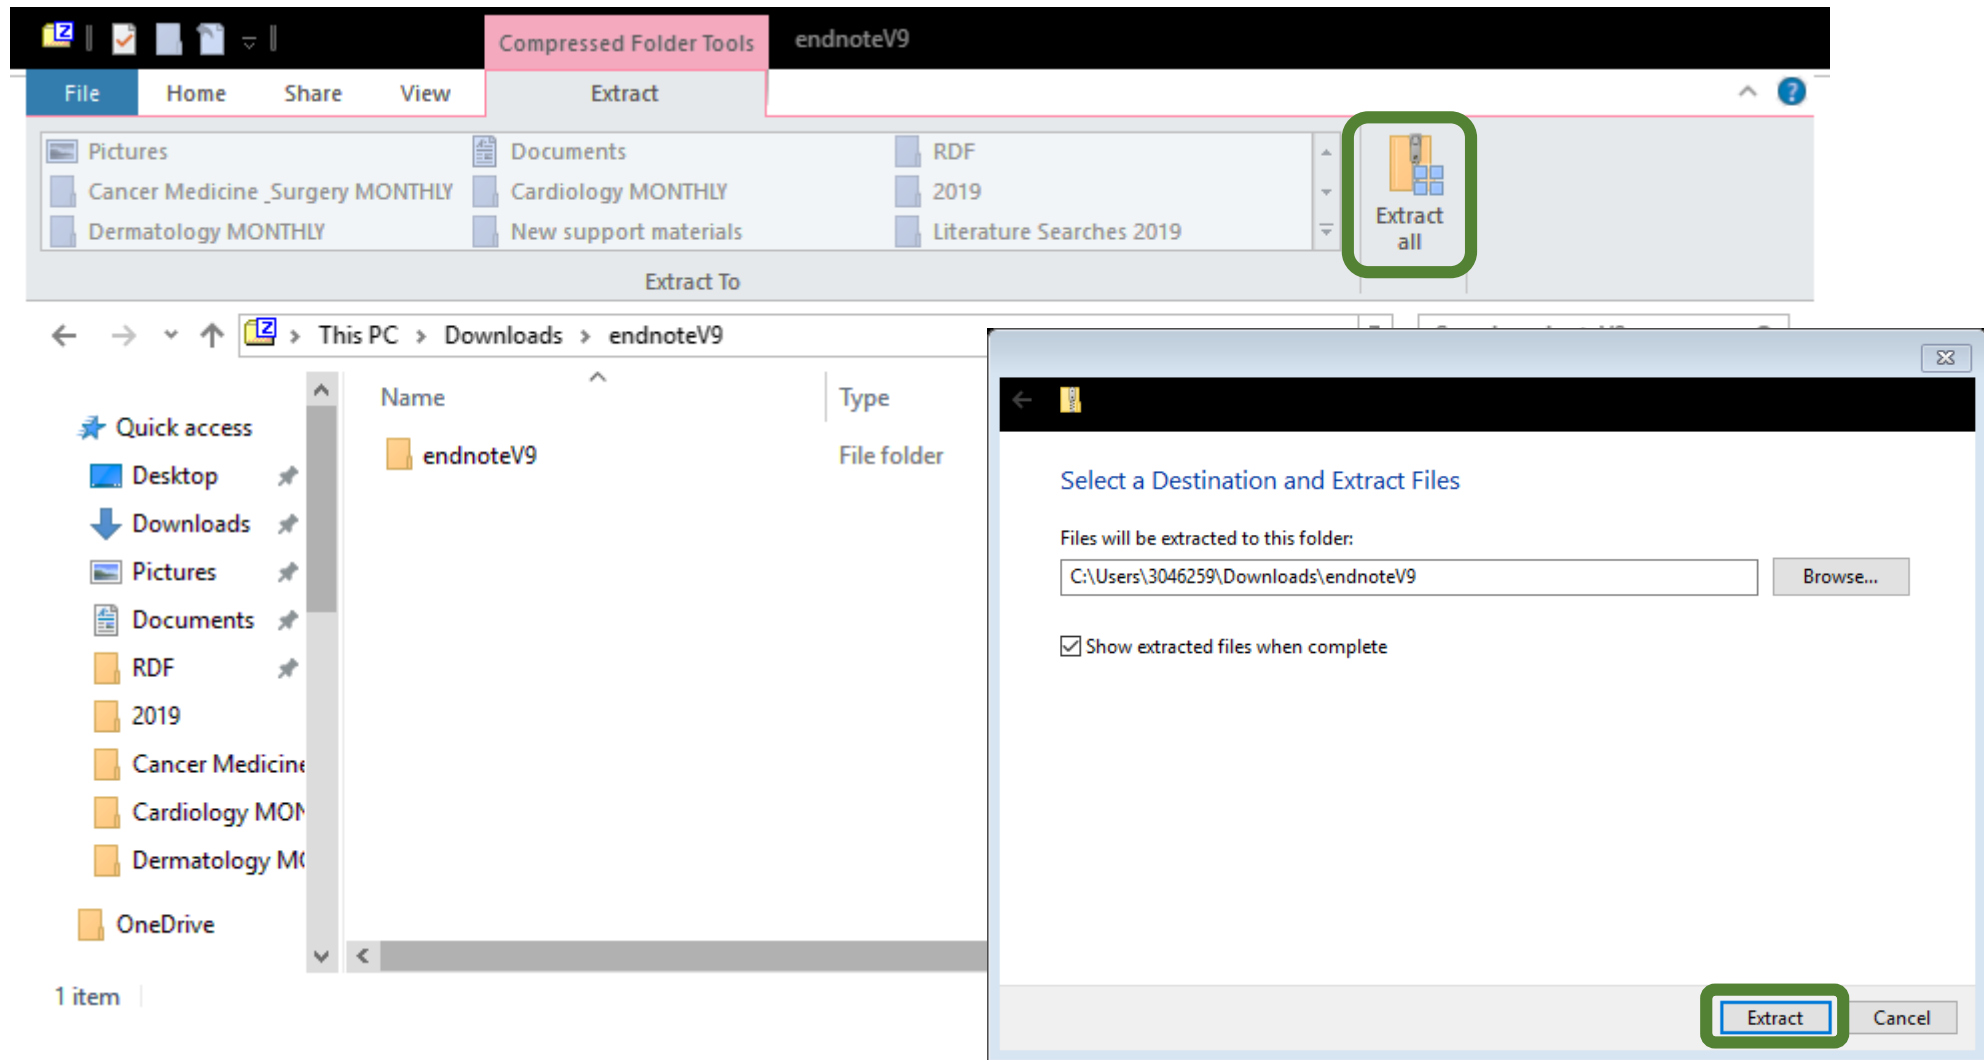 Compressed Folder Tools
endnoteV9
File
Home
Share
View
Extract
Pictures
Documents
RDF
Cancer Medicine _Surgery MONTHLY
Cardiology MONTHLY
2019
Dermatology MONTHLY
New support materials
Literature Searches 2019
Extract
all
Extract To
This PC > Downloads > endnoteV9
Name
Type
Quick access
endnoteV9
File folder
Desktop
Downloads
Pictures
Documents
RDF
2019
Cancer Medicine
Cardiology MON
Dermatology MO
OneDrive
1 item
Select a Destination and Extract Files
Files will be extracted to this folder:
C:\Users\3046259\Downloads\endnoteV9
Browse...
Show extracted files when complete
Extract
Cancel